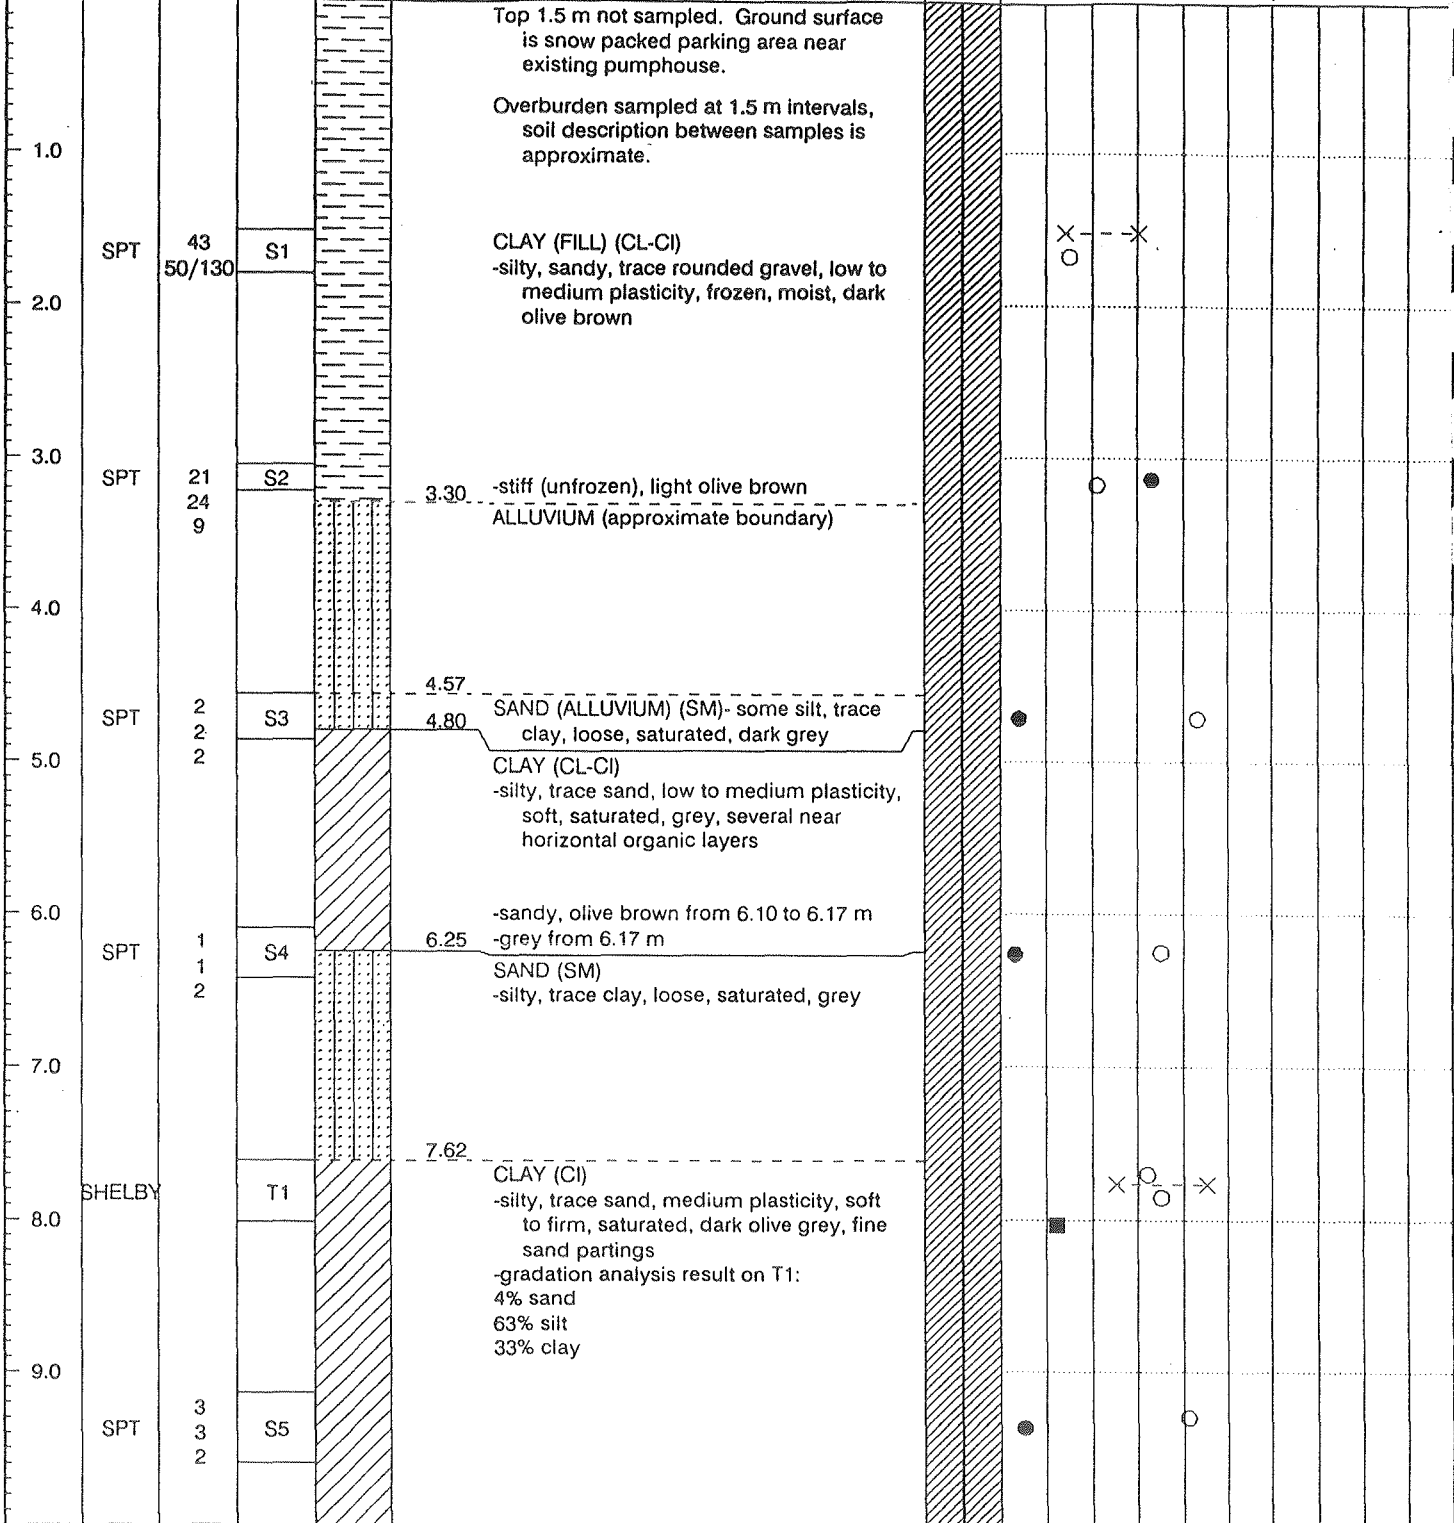 Top 1.5 m not sampled. Ground surface
is snow packed parking area near
existing pumphouse.
Overburden sampled at 1.5 m intervals,
soil description between samples is
approximate.
1.0
SPT
43
50/130
S1
CLAY (FILL) (CL-CI)
-silty, sandy, trace rounded gravel, low to
medium plasticity, frozen, moist, dark
olive brown
2.0
3.0
SPT
21
24
9
S2
3.30
-stiff (unfrozen), light olive brown
ALLUVIUM (approximate boundary)
4.0
4.57
SPT
2
2
2
S3
4.80
SAND (ALLUVIUM) (SM)- some silt, trace
clay, loose, saturated, dark grey
5.0
CLAY (CL-CI)
-silty, trace sand, low to medium plasticity,
soft, saturated, grey, several near
horizontal organic layers
6.0
-sandy, olive brown from 6.10 to 6.17 m
SPT
1
1
2
S4
6.25
-grey from 6.17 m
SAND (SM)
-silty, trace clay, loose, saturated, grey
7.0
7.62
SHELBY
T1
CLAY (CI)
-silty, trace sand, medium plasticity, soft
to firm, saturated, dark olive grey, fine
sand partings
8.0
-gradation analysis result on T1:
4% sand
63% silt
33% clay
9.0
SPT
3
3
2
S5